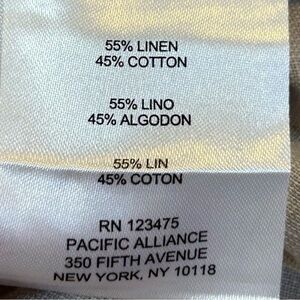 55% LINEN
45% COTTON
55% LINO
45% ALGODON
55% LIN
45% COTON
RN 123475
PACIFIC ALLIANCE
350 FIFTH AVENUE
NEW YORK, NY 10118